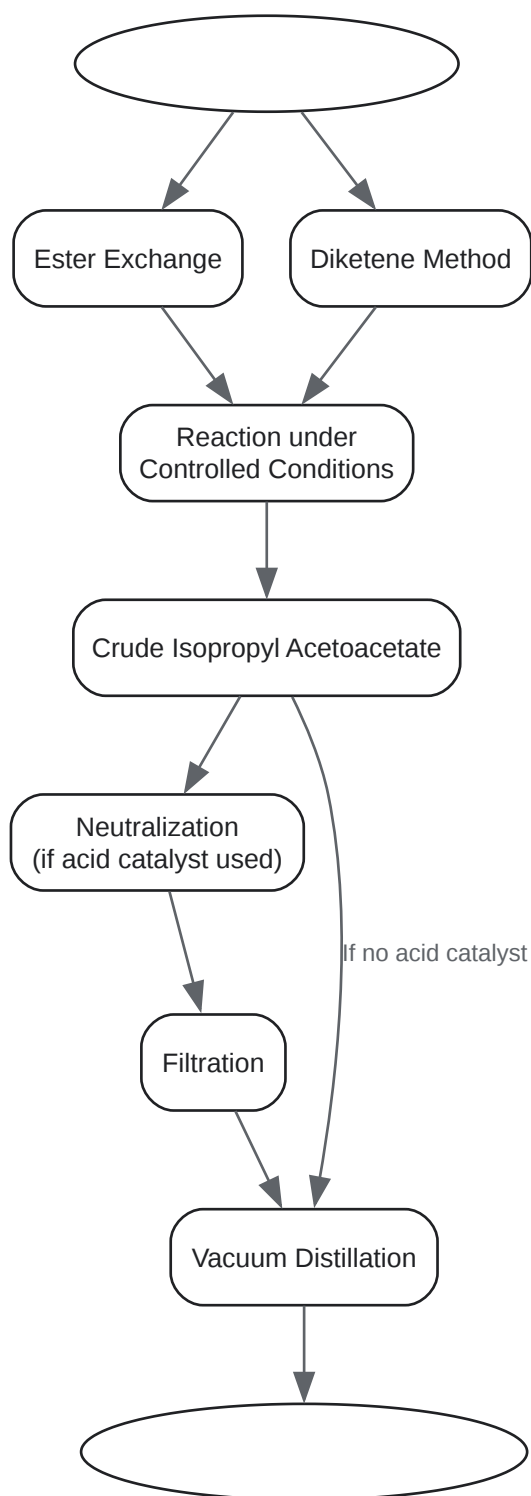 Ester Exchange
Diketene Method
Reaction under
Controlled Conditions
Crude Isopropyl Acetoacetate
Neutralization
(if acid catalyst used)
If no acid catalyst
Filtration
Vacuum Distillation